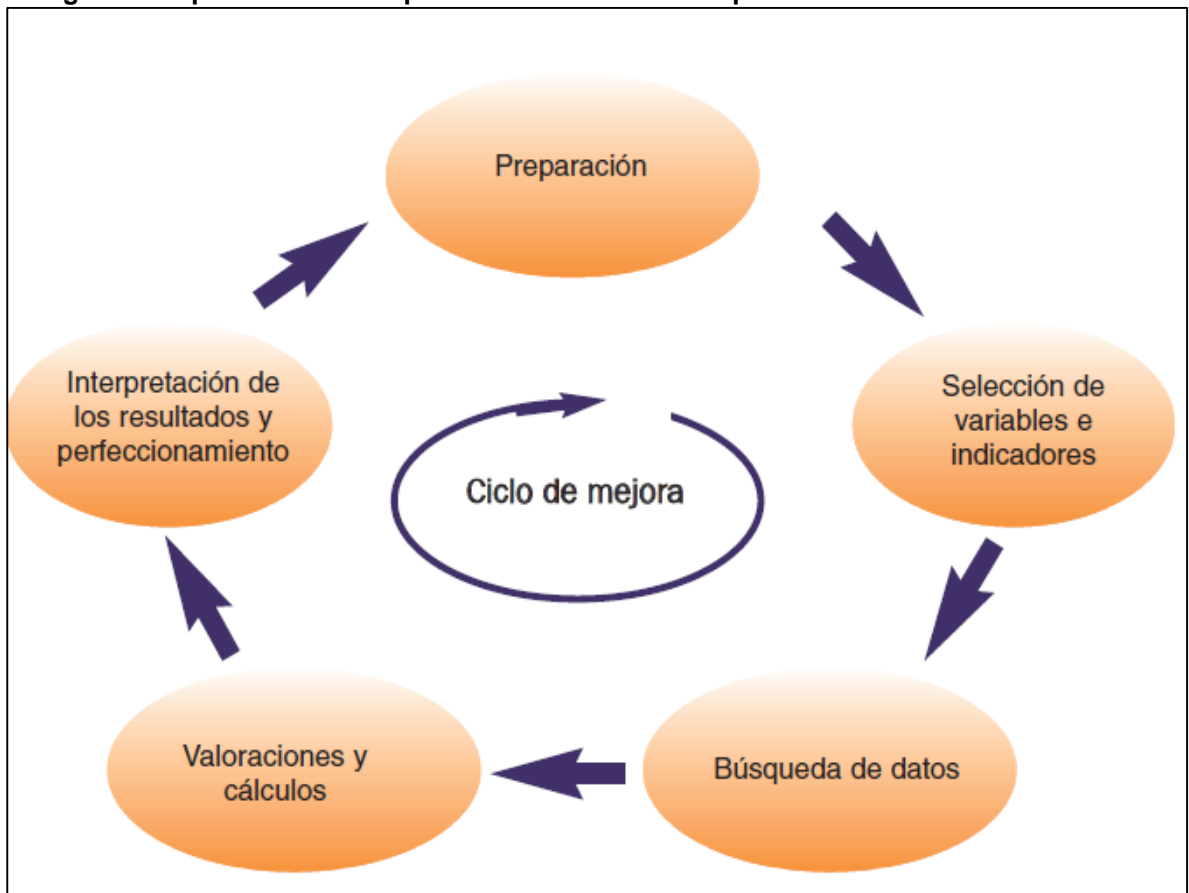 Preparación
Selección de
variables e
indicadores
Búsqueda de datos
Valoraciones y
cálculos
Interpretación de
los resultados y
perfeccionamiento
Ciclo de mejora